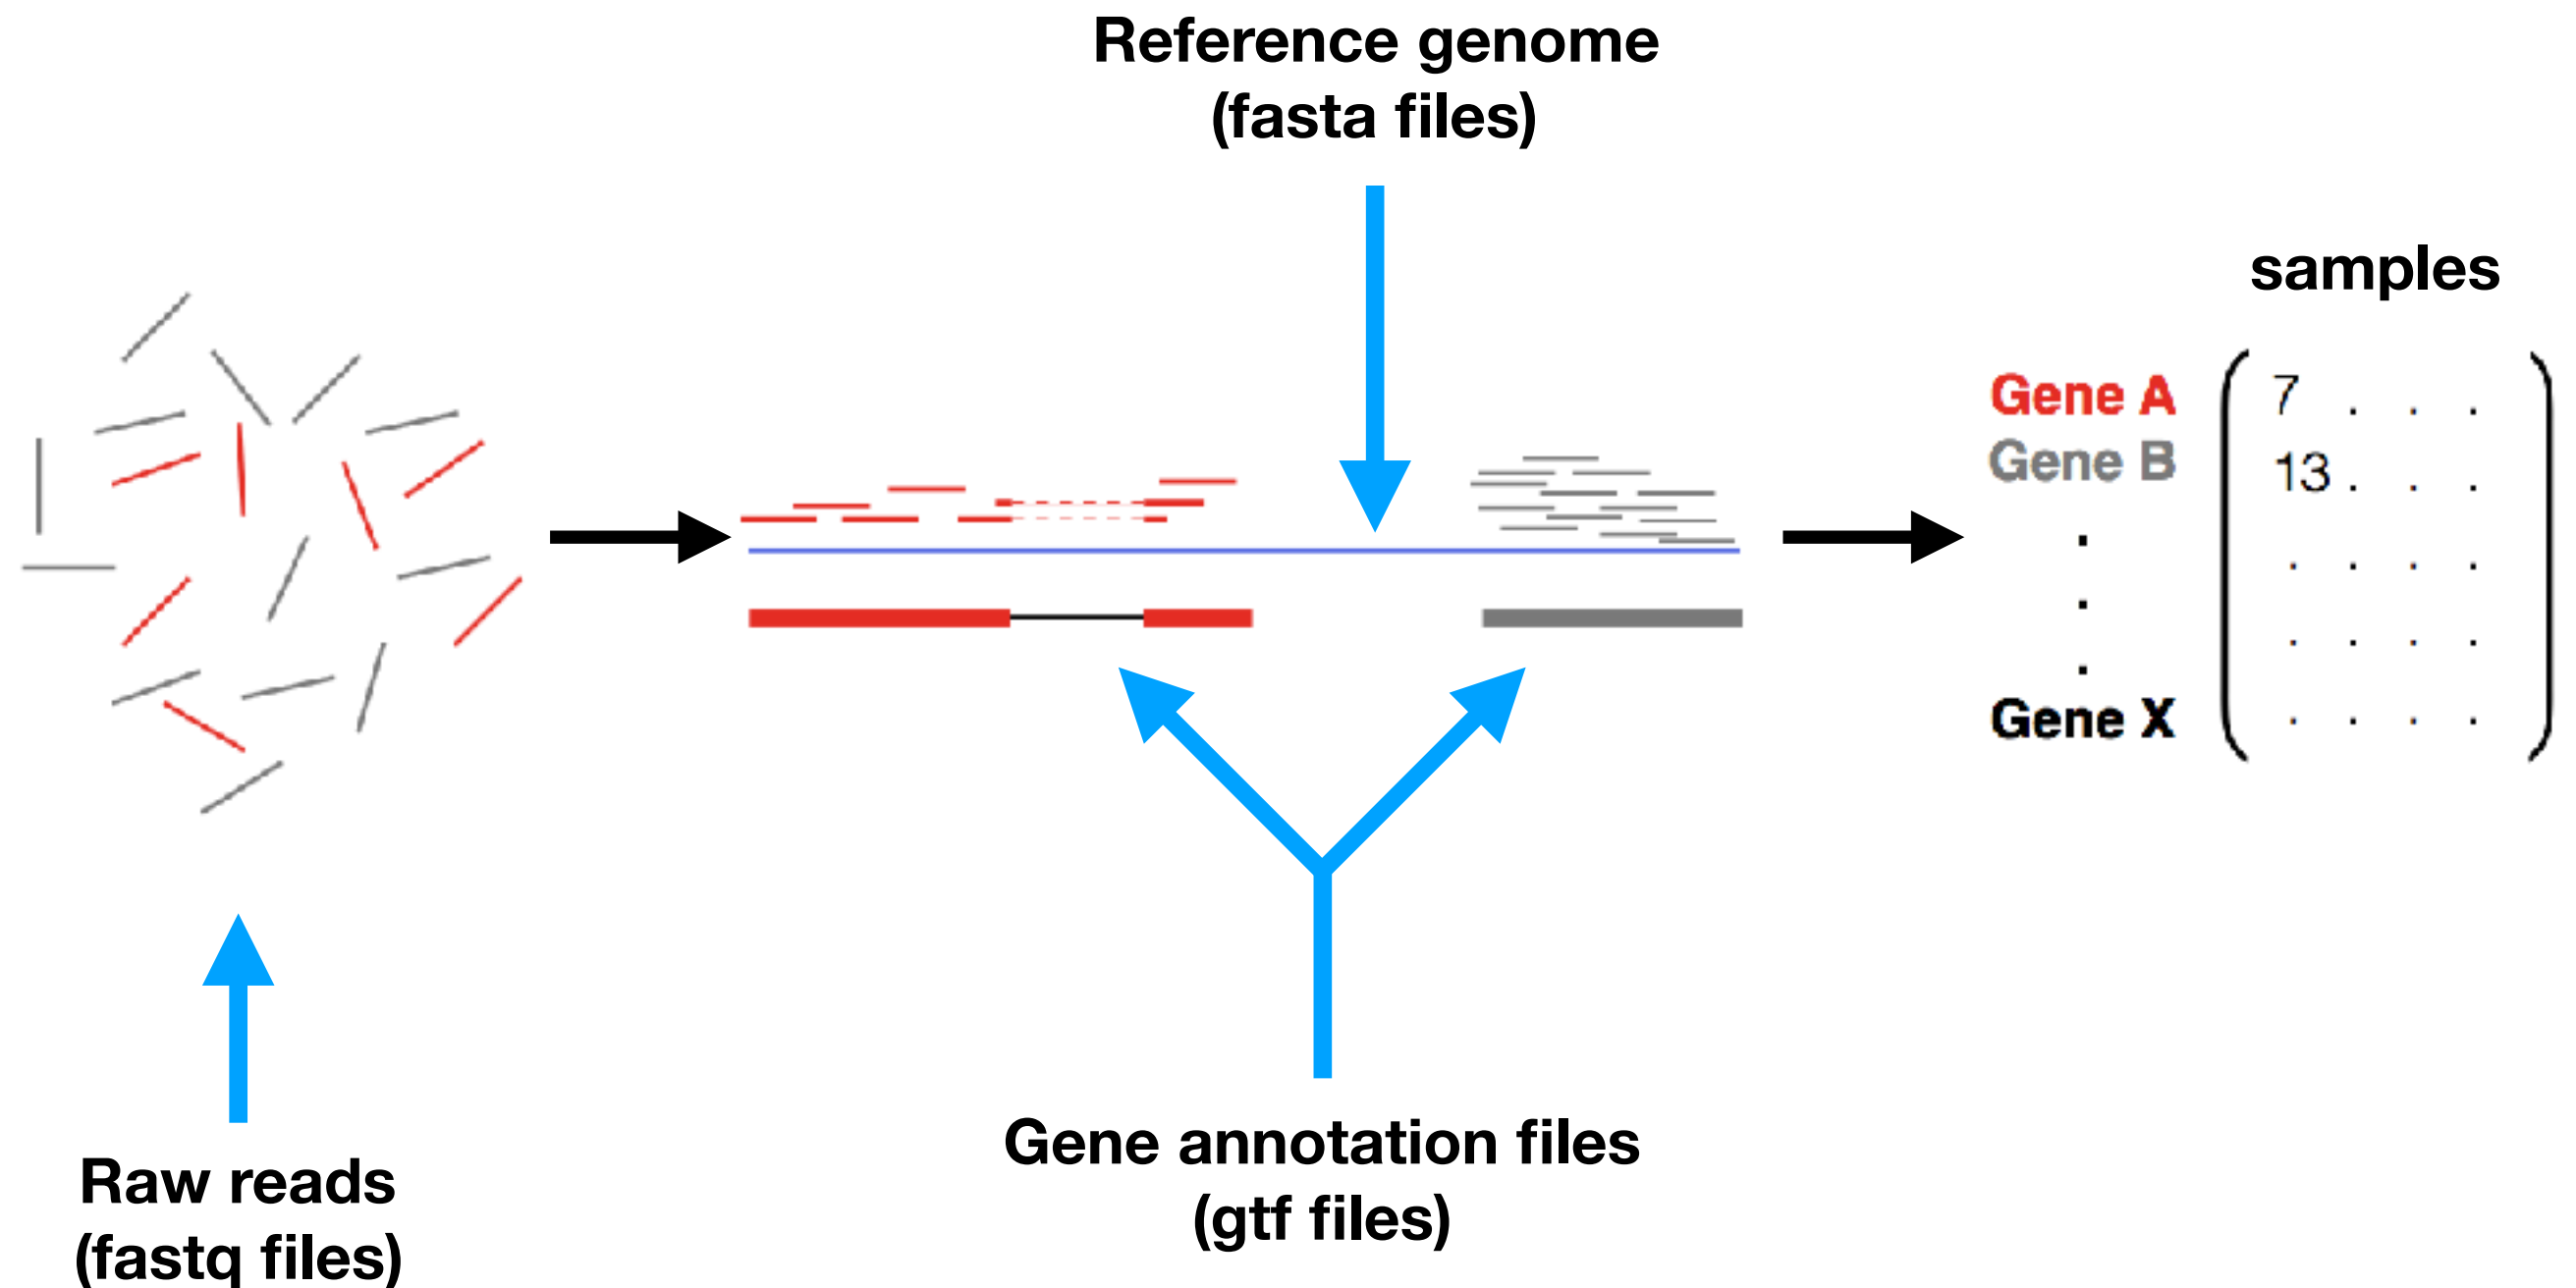 Reference genome
(fasta files)
samples
Gene A 7 . . .
Gene B 13 . . .
. . . . .
. . . . .
.
Gene X . . . .
Gene annotation files
(gtf files)
Raw reads
(fastq files)